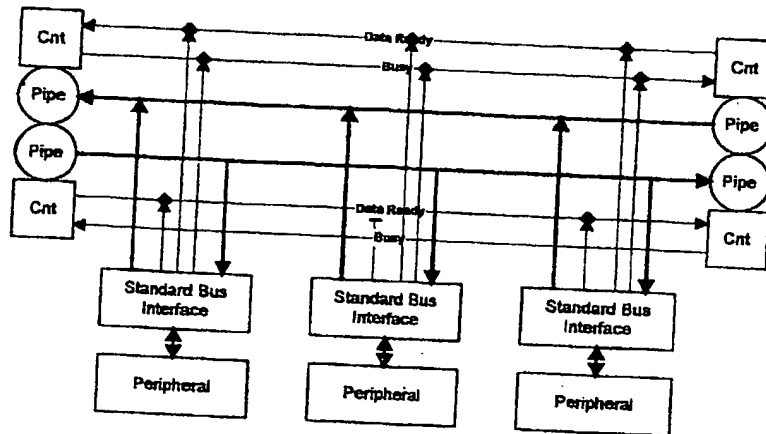 Cnt
Data Ready
Busy
Cnt
Pipe
Pipe
Pipe
Pipe
Cnt
Data Ready
Busy
Cnt
Standard Bus
Interface
Standard Bus
Interface
Standard Bus
Interface
Peripheral
Peripheral
Peripheral